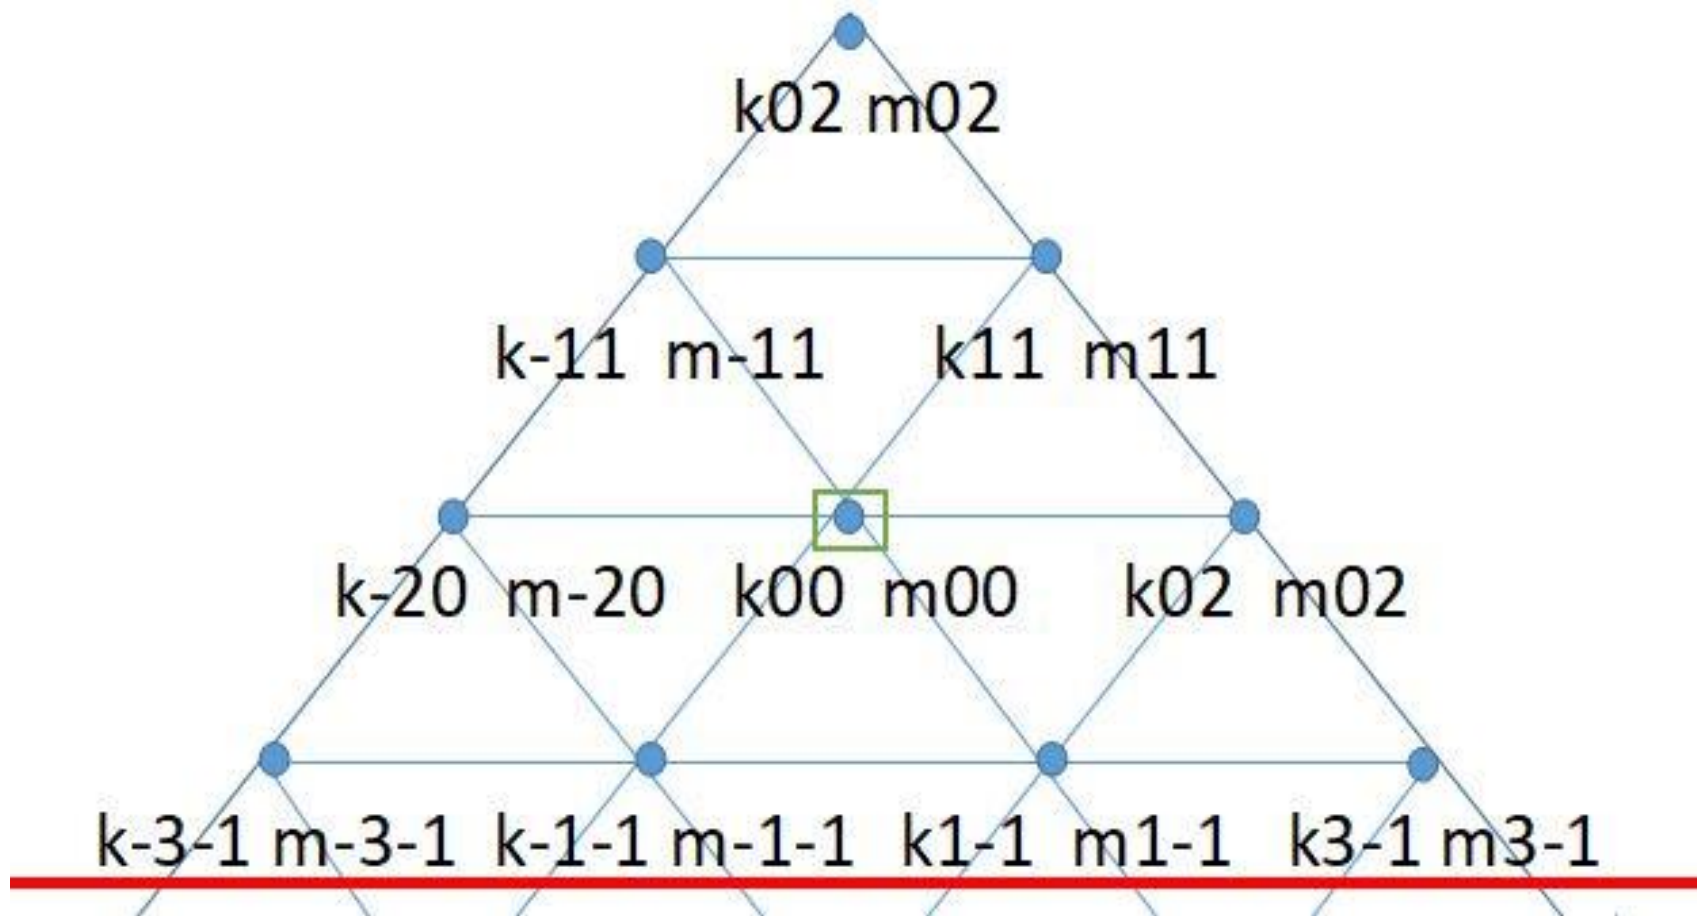 k02 m02
k-11 m-11 k11 m11
k-20 m-20 k00 m00 k02 m02
k-3-1 m-3-1 k-1-1 m-1-1 k1-1 m1-1 k3-1 m3-1